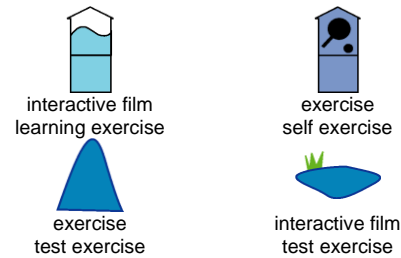 interactive film
learning exercise
exercise
self exercise
exercise
test exercise
interactive film
test exercise